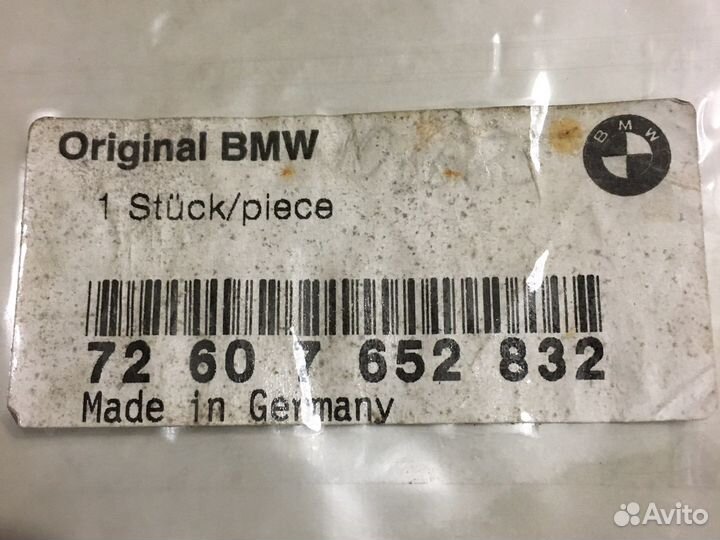 Original BMW
BMW
1 Stück/piece
72 60 7 652 832
Made in Germany
Avito